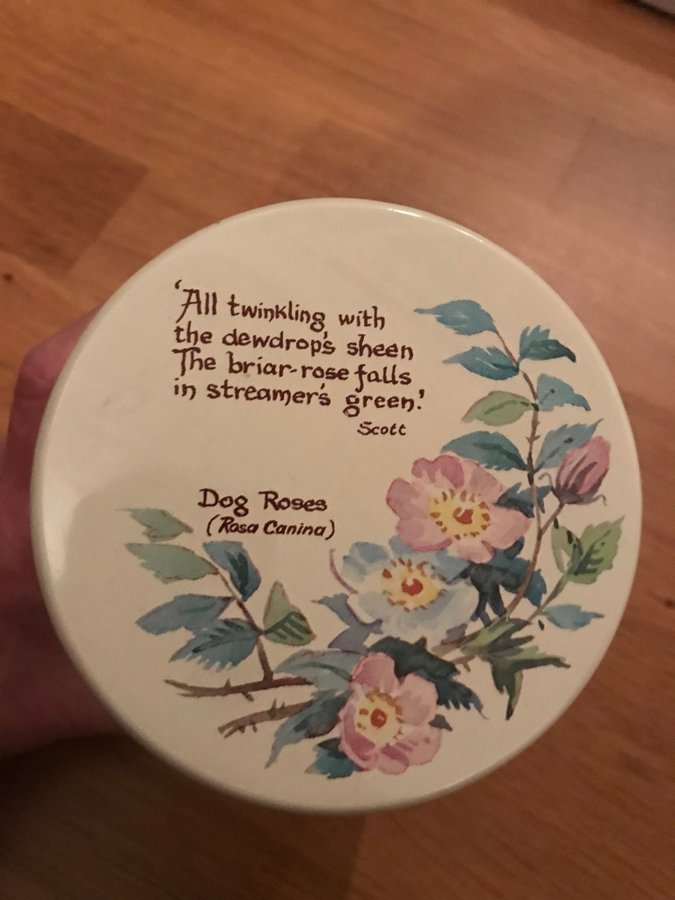 'All twinkling with
the dewdrop's sheen
The briar-rose falls
in streamer's green.'
Scott
Dog Roses
(Rosa Canina)